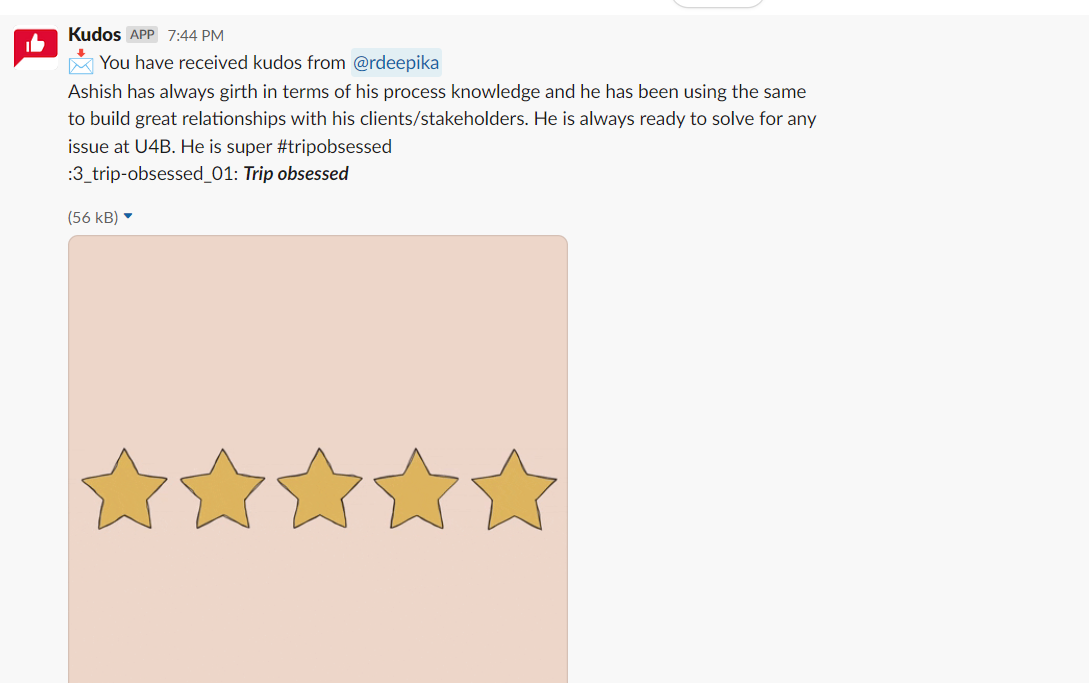 Kudos APP 7:44 PM
You have received kudos from @rdeepika
Ashish has always girth in terms of his process knowledge and he has been using the same
to build great relationships with his clients/stakeholders. He is always ready to solve for any
issue at U4B. He is super #tripobsessed
:3_trip-obsessed_01: Trip obsessed
(56 kB)